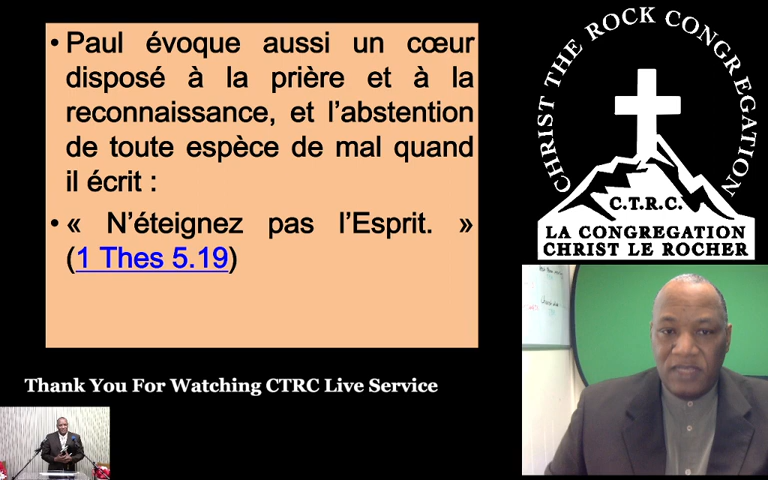 • Paul évoque aussi un cœur
disposé à la prière et à la
reconnaissance, et l’abstention
de toute espèce de mal quand
il écrit :
• « N’éteignez pas l’Esprit. »
(1 Thes 5.19)
CHRIST THE ROCK CONGREGATION
C.T.R.C.
LA CONGREGATION
CHRIST LE ROCHER
Thank You For Watching CTRC Live Service